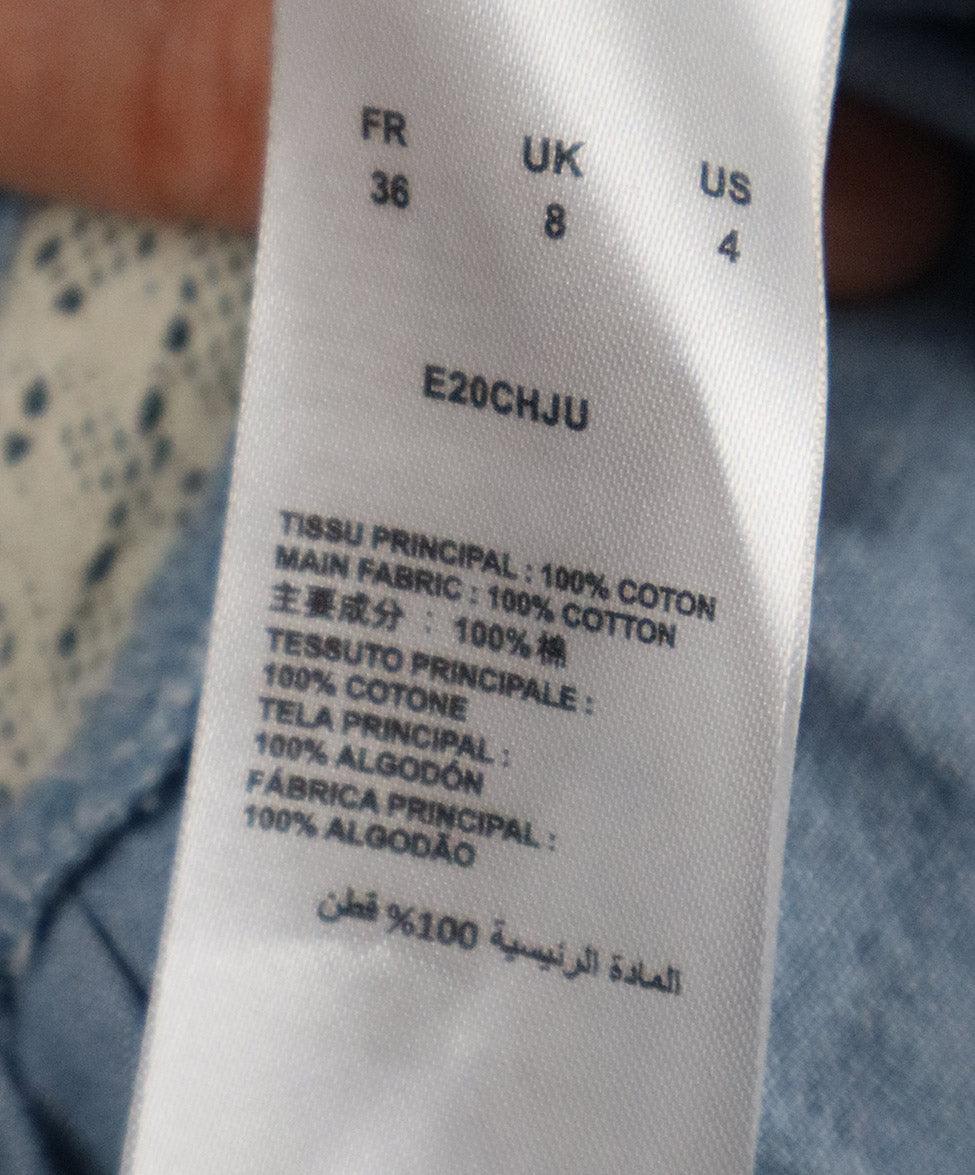 FR UK US
36 8 4
E20CHJU
TISSU PRINCIPAL : 100% COTON
MAIN FABRIC : 100% COTTON
主要成分 : 100% 棉
TESSUTO PRINCIPALE :
100% COTONE
TELA PRINCIPAL :
100% ALGODÓN
FÁBRICA PRINCIPAL :
100% ALGODÃO
المادة الرئيسية 100% قطن